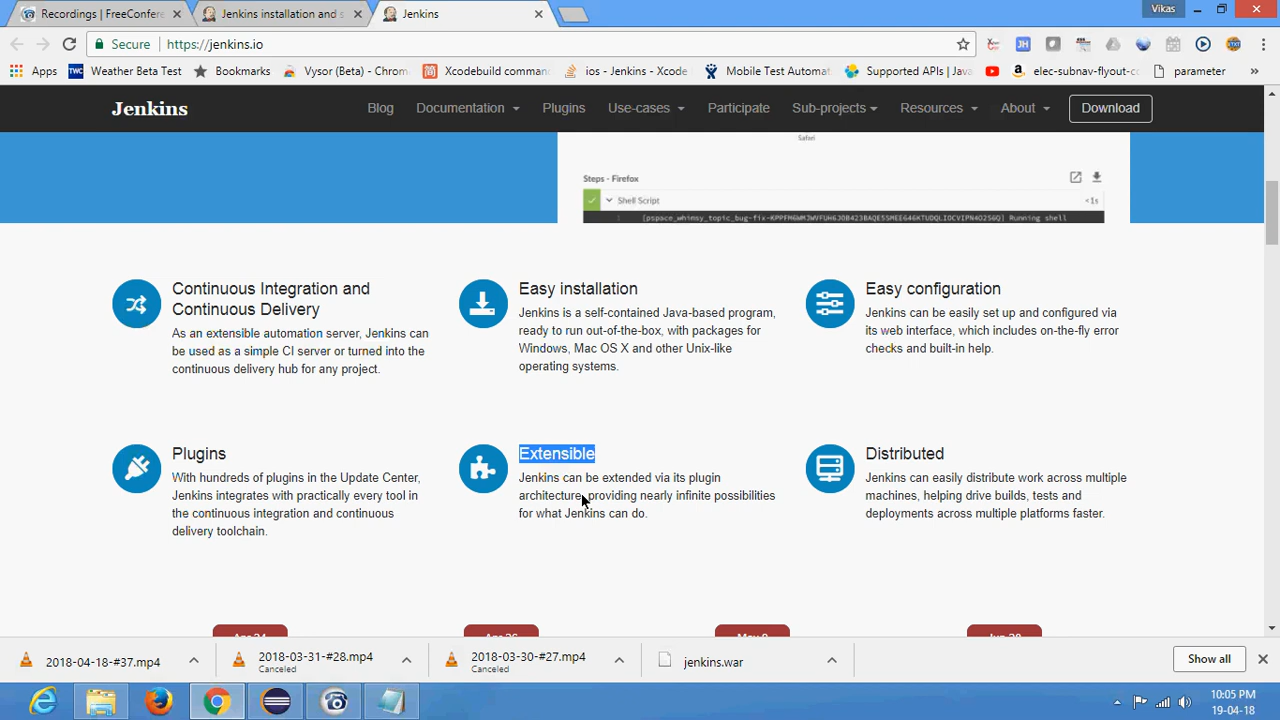 Recordings | FreeConfere
Jenkins installation and s
Jenkins
Vikas
Secure
https://jenkins.io
Apps
Weather Beta Test
Bookmarks
Vysor (Beta) - Chrom
Xcodebuild command
ios - Jenkins - Xcode
Mobile Test Automat
Supported APIs | Java
elec-subnav-flyout-co
parameter
»
Jenkins
Blog
Documentation
Plugins
Use-cases
Participate
Sub-projects
Resources
About
Download
Safari
Steps - Firefox
Shell Script
<1s
Running shell
Continuous Integration and
Continuous Delivery
As an extensible automation server, Jenkins can
be used as a simple CI server or turned into the
continuous delivery hub for any project.
Easy installation
Jenkins is a self-contained Java-based program,
ready to run out-of-the-box, with packages for
Windows, Mac OS X and other Unix-like
operating systems.
Easy configuration
Jenkins can be easily set up and configured via
its web interface, which includes on-the-fly error
checks and built-in help.
Plugins
With hundreds of plugins in the Update Center,
Jenkins integrates with practically every tool in
the continuous integration and continuous
delivery toolchain.
Extensible
Jenkins can be extended via its plugin
architecture, providing nearly infinite possibilities
for what Jenkins can do.
Distributed
Jenkins can easily distribute work across multiple
machines, helping drive builds, tests and
deployments across multiple platforms faster.
2018-04-18-#37.mp4
2018-03-31-#28.mp4
Canceled
2018-03-30-#27.mp4
Canceled
jenkins.war
Show all
10:05 PM
19-04-18